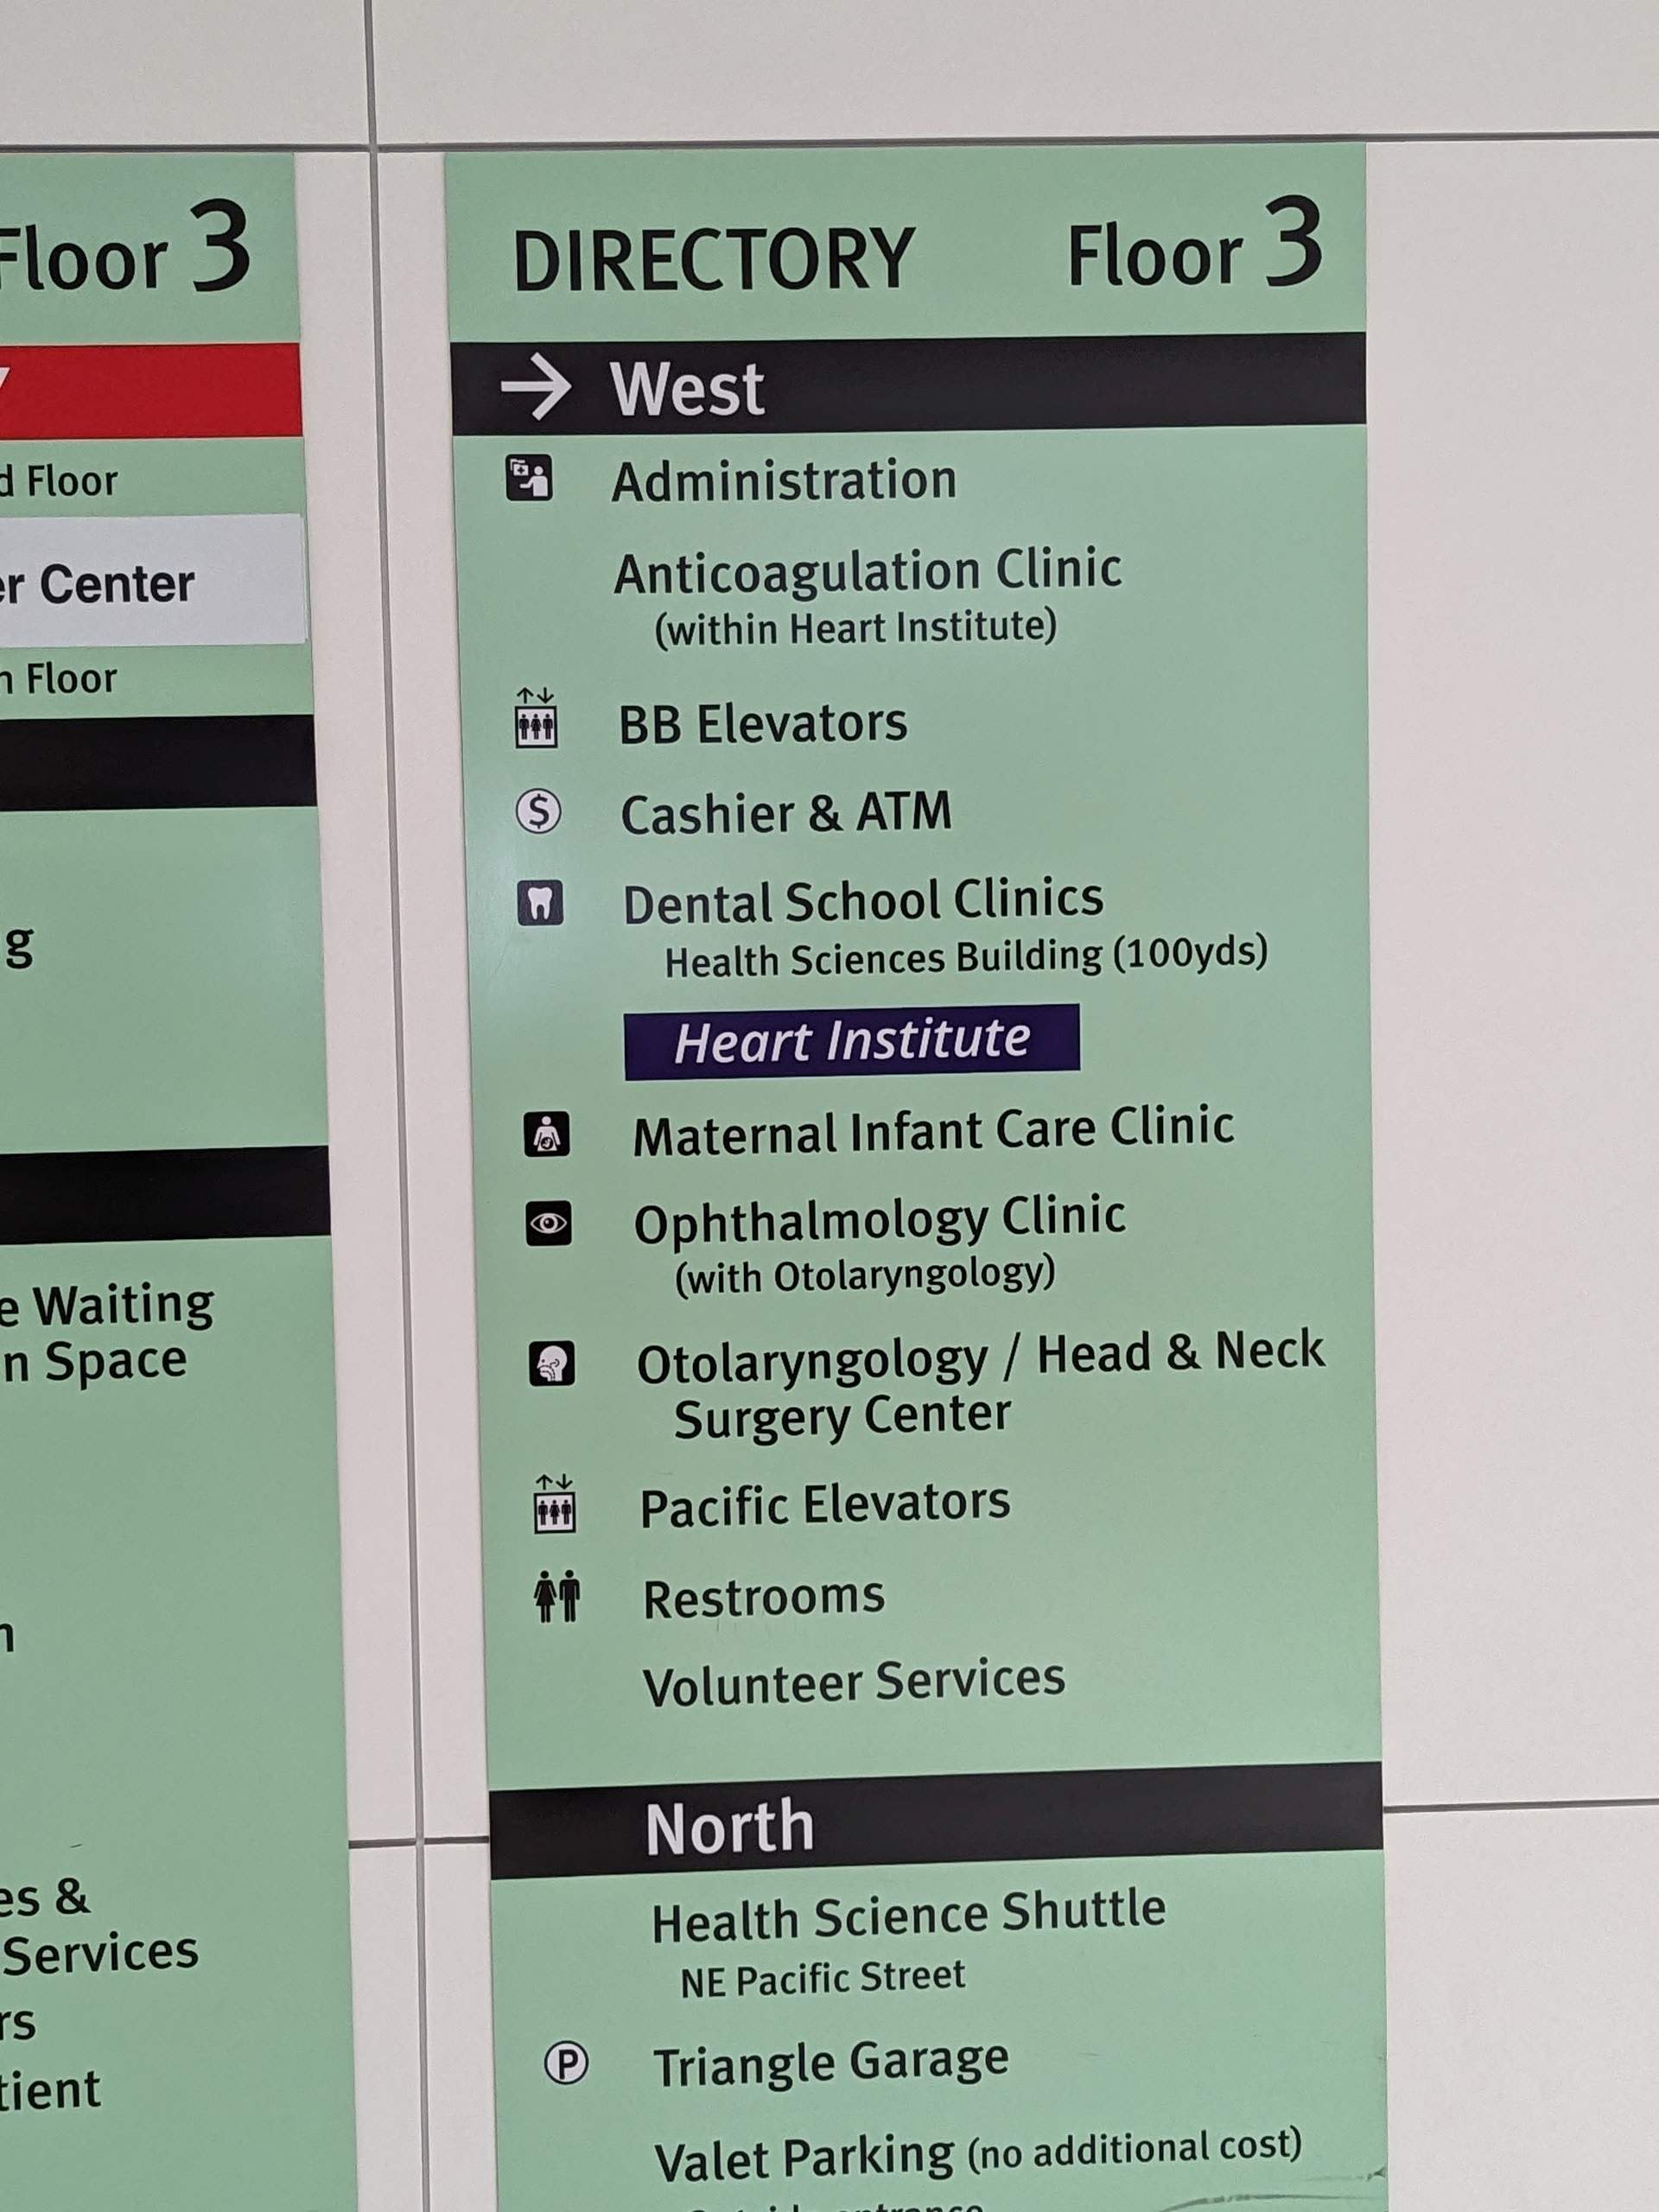 Floor 3
d Floor
er Center
Floor
g
e Waiting
n Space
es &
Services
rs
tient
DIRECTORY Floor 3
→ West
Administration
Anticoagulation Clinic
(within Heart Institute)
BB Elevators
$ Cashier & ATM
Dental School Clinics
Health Sciences Building (100yds)
Heart Institute
Maternal Infant Care Clinic
Ophthalmology Clinic
(with Otolaryngology)
Otolaryngology / Head & Neck
Surgery Center
Pacific Elevators
Restrooms
Volunteer Services
North
Health Science Shuttle
NE Pacific Street
P Triangle Garage
Valet Parking (no additional cost)